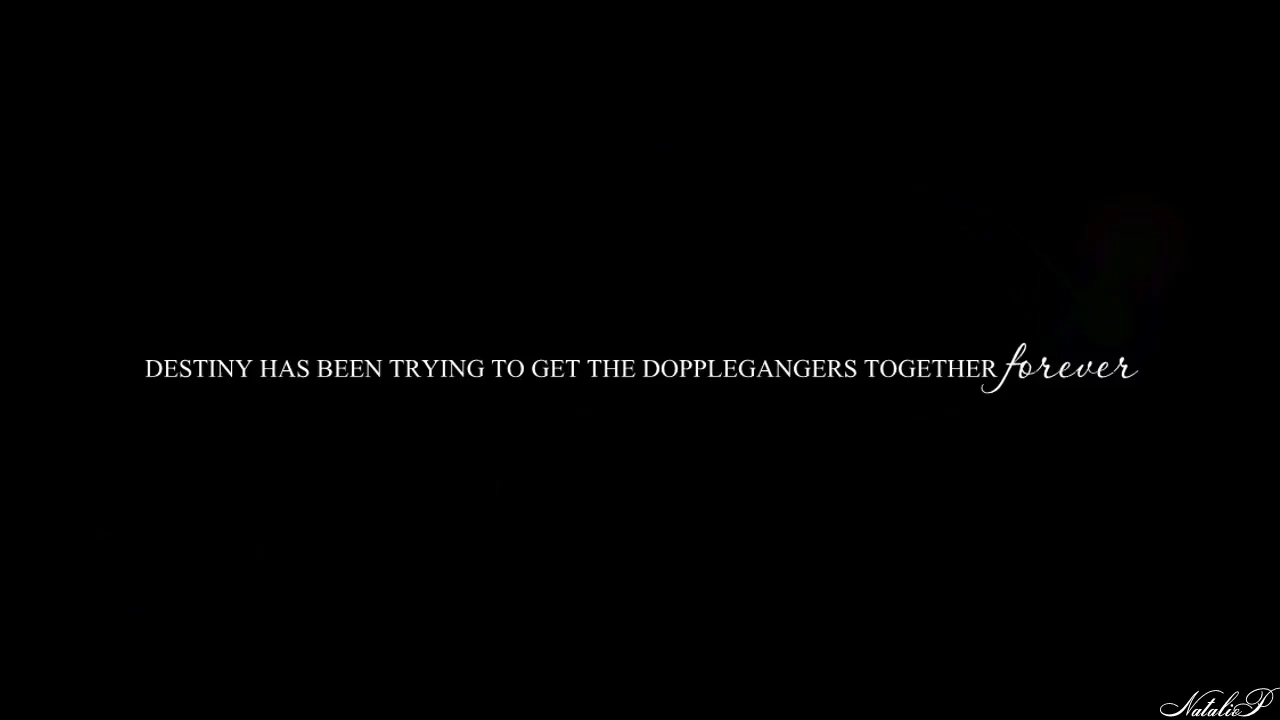 DESTINY HAS BEEN TRYING TO GET THE DOPPLEGANGERS TOGETHER forever
NatalieP